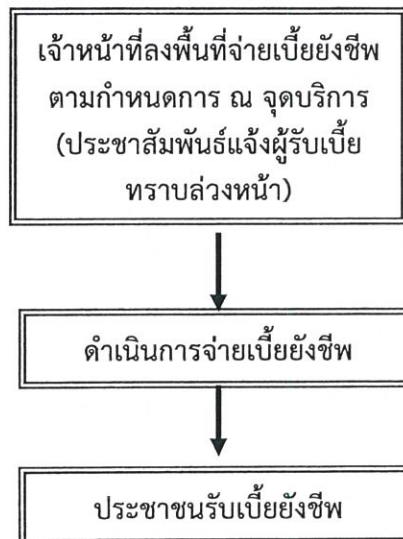 เจ้าหน้าที่ลงพื้นที่จ่ายเบี้ยยังชีพ
ตามกำหนดการ ณ จุดบริการ
(ประชาสัมพันธ์แจ้งผู้รับเบี้ย
ทราบล่วงหน้า)
ดำเนินการจ่ายเบี้ยยังชีพ
ประชาชนรับเบี้ยยังชีพ